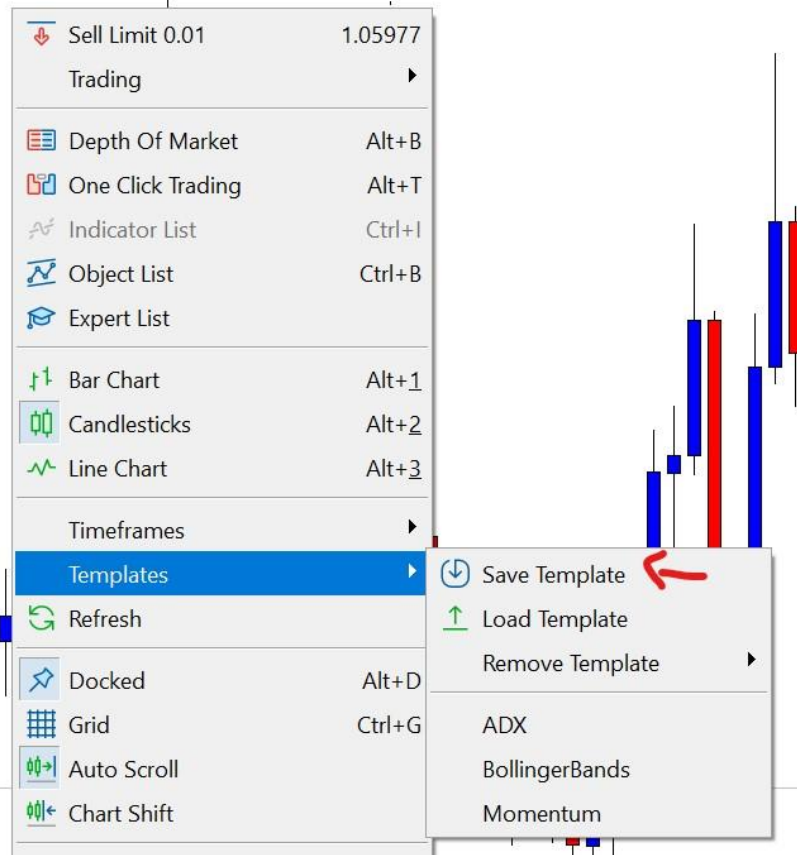 Sell Limit 0.01 1.05977
Trading
Depth Of Market Alt+B
One Click Trading Alt+T
Indicator List Ctrl+I
Object List Ctrl+B
Expert List
Bar Chart Alt+1
Candlesticks Alt+2
Line Chart Alt+3
Timeframes
Templates
Refresh
Docked Alt+D
Grid Ctrl+G
Auto Scroll
Chart Shift
Save Template
Load Template
Remove Template
ADX
BollingerBands
Momentum